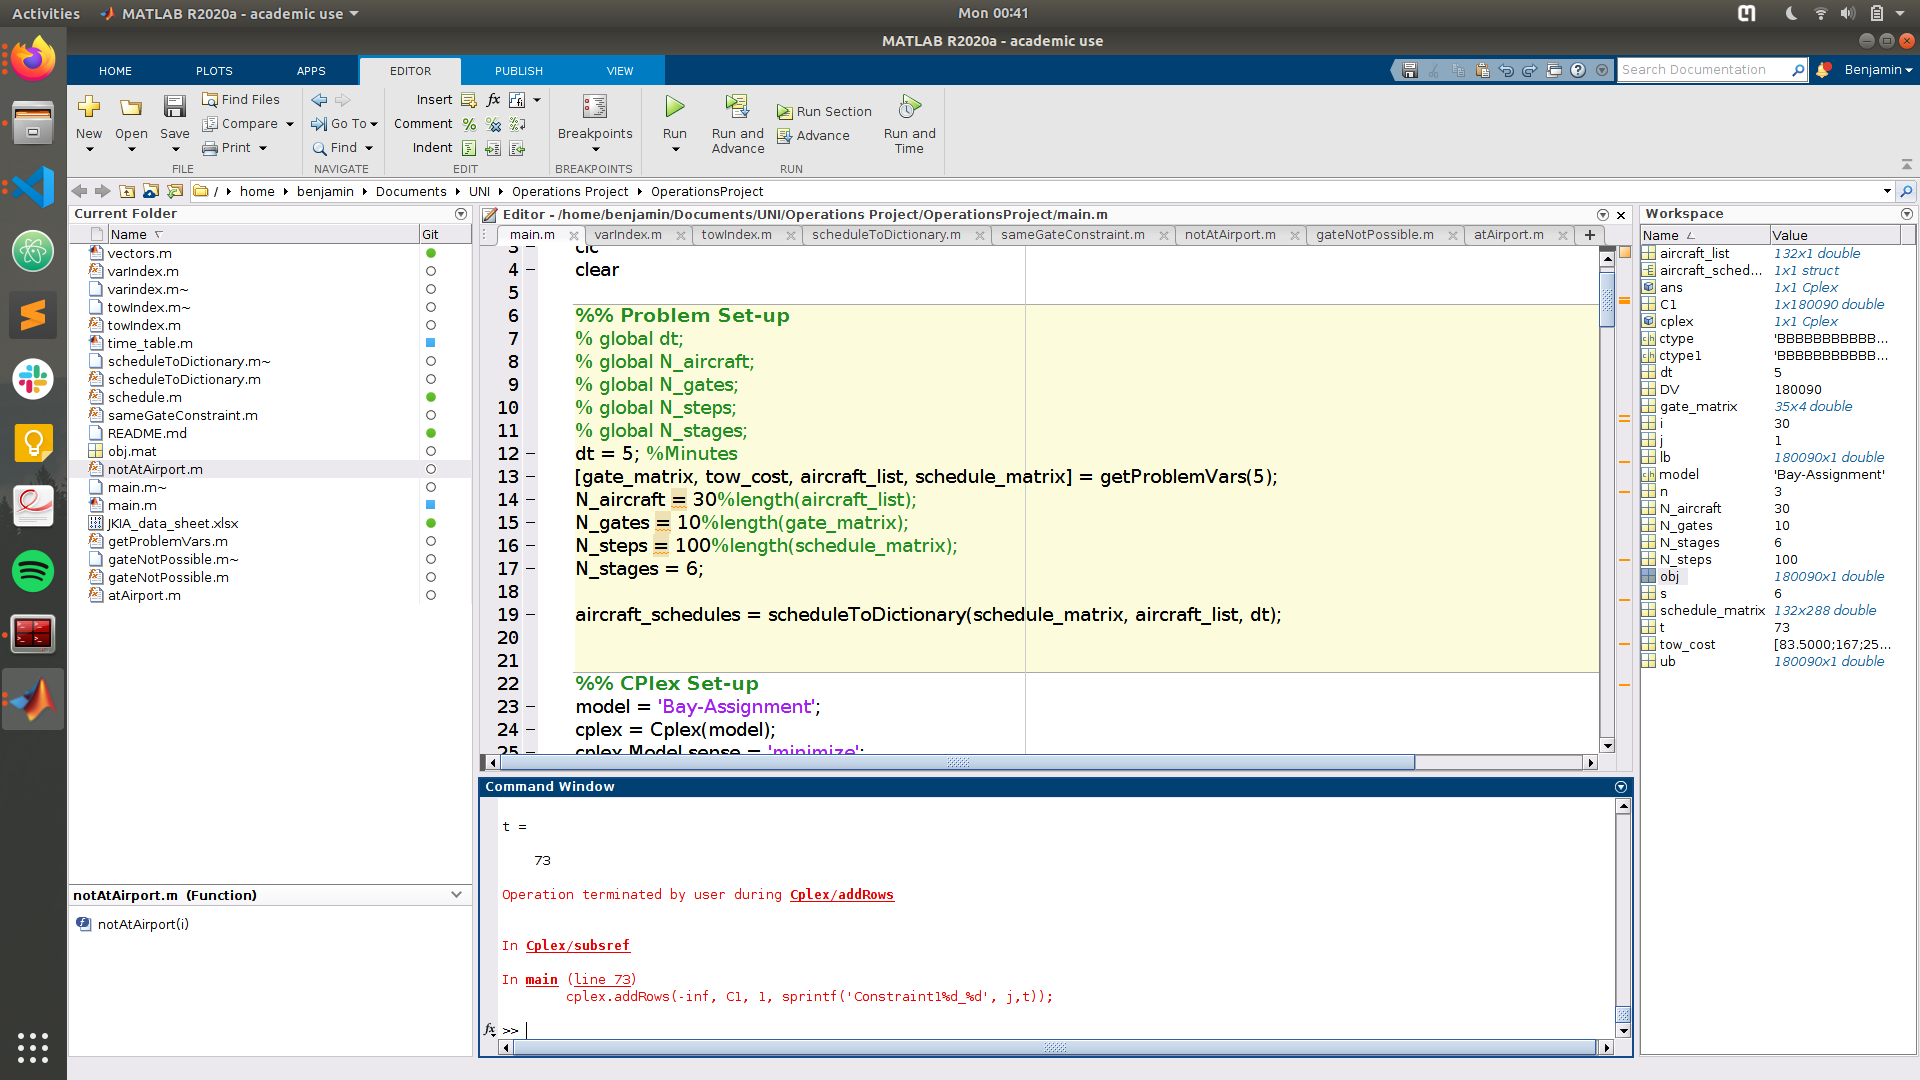 Activities
MATLAB R2020a - academic use
Mon 00:41
MATLAB R2020a - academic use
HOME
PLOTS
APPS
EDITOR
PUBLISH
VIEW
Search Documentation
Benjamin
New
Open
Save
Find Files
Compare
Print
FILE
Go To
Find
NAVIGATE
Insert
Comment
Indent
EDIT
Breakpoints
BREAKPOINTS
Run
Run and Advance
Run Section
Advance
Run and Time
RUN
/ home benjamin Documents UNI Operations Project OperationsProject
Current Folder
Name Git
vectors.m
varIndex.m
varindex.m~
towIndex.m~
towIndex.m
time_table.m
scheduleToDictionary.m~
scheduleToDictionary.m
schedule.m
sameGateConstraint.m
README.md
obj.mat
notAtAirport.m
main.m~
main.m
JKIA_data_sheet.xlsx
getProblemVars.m
gateNotPossible.m~
gateNotPossible.m
atAirport.m
notAtAirport.m (Function)
notAtAirport(i)
Editor - /home/benjamin/Documents/UNI/Operations Project/OperationsProject/main.m
main.m varIndex.m towIndex.m scheduleToDictionary.m sameGateConstraint.m notAtAirport.m gateNotPossible.m atAirport.m
3 clc
4 clear
5
6 %% Problem Set-up
7 % global dt;
8 % global N_aircraft;
9 % global N_gates;
10 % global N_steps;
11 % global N_stages;
12 dt = 5; %Minutes
13 [gate_matrix, tow_cost, aircraft_list, schedule_matrix] = getProblemVars(5);
14 N_aircraft = 30%length(aircraft_list);
15 N_gates = 10%length(gate_matrix);
16 N_steps = 100%length(schedule_matrix);
17 N_stages = 6;
18
19 aircraft_schedules = scheduleToDictionary(schedule_matrix, aircraft_list, dt);
20
21
22 %% CPlex Set-up
23 model = 'Bay-Assignment';
24 cplex = Cplex(model);
25 cplex.Model.sense = 'minimize';
Command Window
t =
73
Operation terminated by user during Cplex/addRows
In Cplex/subsref
In main (line 73)
cplex.addRows(-inf, C1, 1, sprintf('Constraint1%d_%d', j,t));
fx >>
Workspace
Name Value
aircraft_list 132x1 double
aircraft_sched... 1x1 struct
ans 1x1 Cplex
C1 1x180090 double
cplex 1x1 Cplex
ctype 'BBBBBBBBBBB...
ctype1 'BBBBBBBBBBB...
dt 5
DV 180090
gate_matrix 35x4 double
i 30
j 1
lb 180090x1 double
model 'Bay-Assignment'
n 3
N_aircraft 30
N_gates 10
N_stages 6
N_steps 100
obj 180090x1 double
s 6
schedule_matrix 132x288 double
t 73
tow_cost [83.5000;167;25...
ub 180090x1 double